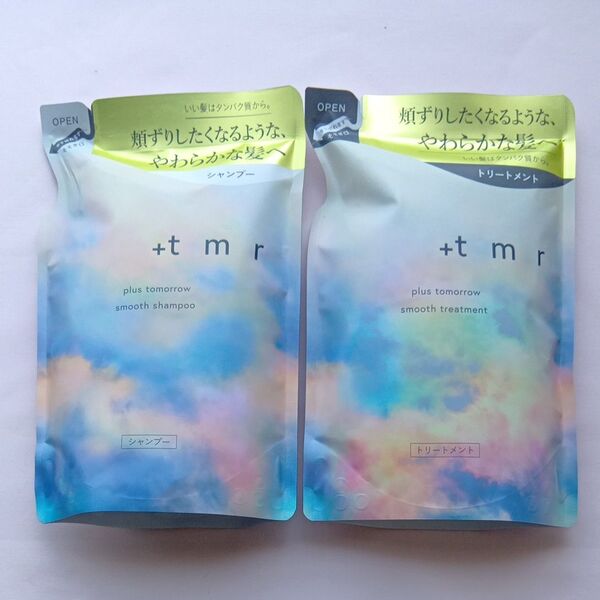 OPEN
いい髪はタンパク質から。
頬ずりしたくなるような、
やわらかな髪へ
シャンプー
+tmr
plus tomorrow
smooth shampoo
シャンプー
OPEN
頬ずりしたくなるような、
やわらかな髪へ
いい髪はタンパク質から。
トリートメント
+tmr
plus tomorrow
smooth treatment
トリートメント